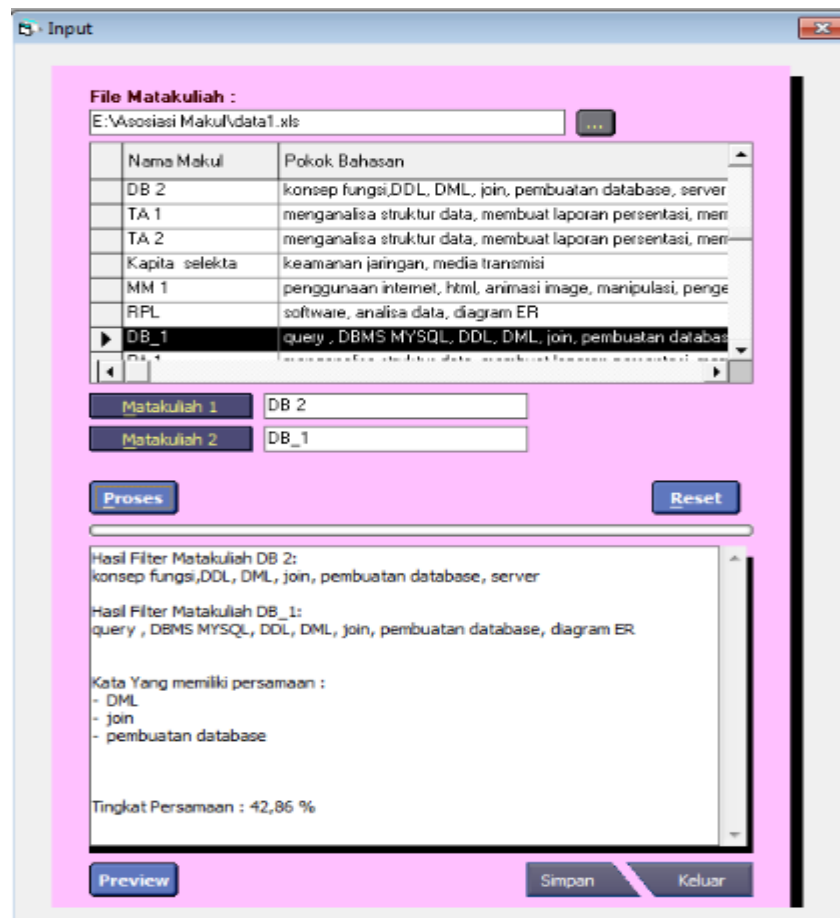 Input
File Matakuliah :
E:\Asosiasi Makul\data1.xls
...
Nama Makul Pokok Bahasan
DB 2 konsep fungsi,DDL, DML, join, pembuatan database, server
TA 1 menganalisa struktur data, membuat laporan persentasi, mem
TA 2 menganalisa struktur data, membuat laporan persentasi, mem
Kapita selekta keamanan jaringan, media transmisi
MM 1 penggunaan internet, html, animasi image, manipulasi, penge
RPL software, analisa data, diagram ER
DB_1 query , DBMS MYSQL, DDL, DML, join, pembuatan databas
Matakuliah 1 DB 2
Matakuliah 2 DB_1
Proses Reset
Hasil Filter Matakuliah DB 2:
konsep fungsi,DDL, DML, join, pembuatan database, server
Hasil Filter Matakuliah DB_1:
query , DBMS MYSQL, DDL, DML, join, pembuatan database, diagram ER
Kata Yang memiliki persamaan :
- DML
- join
- pembuatan database
Tingkat Persamaan : 42,86 %
Preview Simpan Keluar